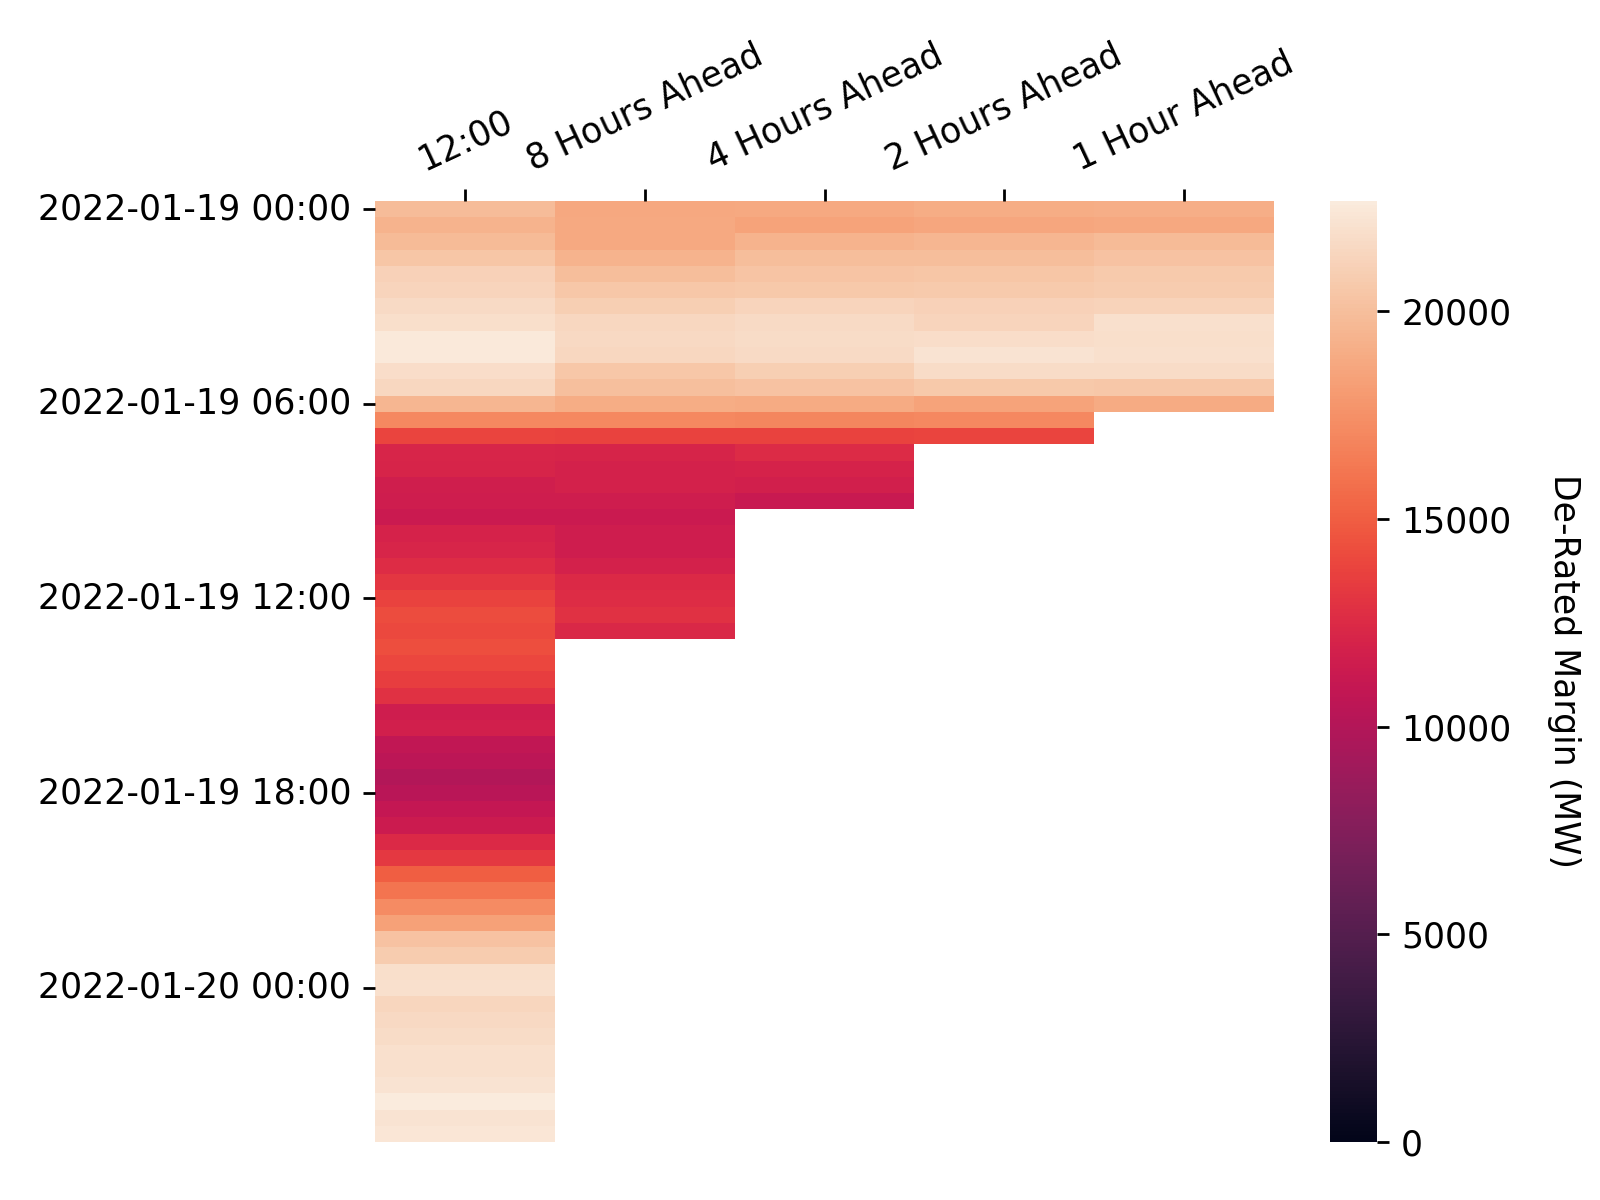 12:00
8 Hours Ahead
4 Hours Ahead
2 Hours Ahead
1 Hour Ahead
2022-01-19 00:00
2022-01-19 06:00
2022-01-19 12:00
2022-01-19 18:00
2022-01-20 00:00
20000
15000
10000
5000
0
De-Rated Margin (MW)